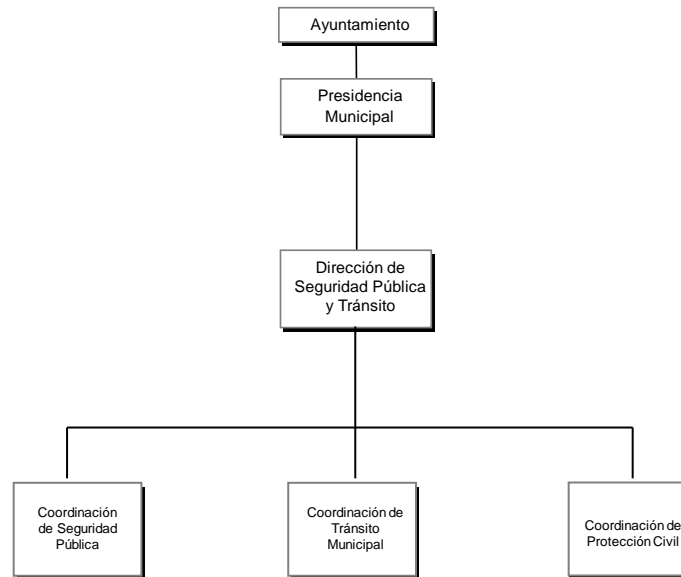 Ayuntamiento
Presidencia
Municipal
Dirección de
Seguridad Pública
y Tránsito
Coordinación
de Seguridad
Pública
Coordinación de
Tránsito
Municipal
Coordinación de
Protección Civil